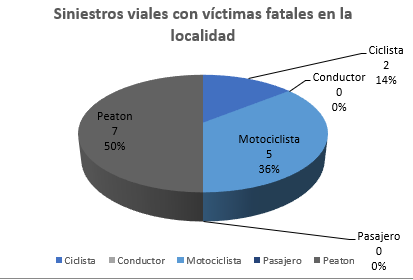 Siniestros viales con víctimas fatales en la
localidad
Ciclista
2
14%
Conductor
0
0%
Peaton
7
50%
Motociclista
5
36%
Pasajero
0
0%
Ciclista Conductor Motociclista Pasajero Peaton